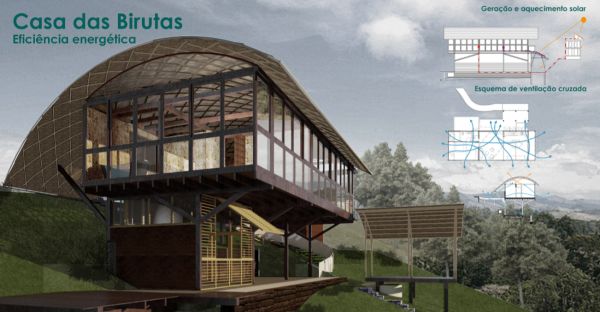 Casa das Birutas
Eficiência energética
Geração e aquecimento solar
Esquema de ventilação cruzada